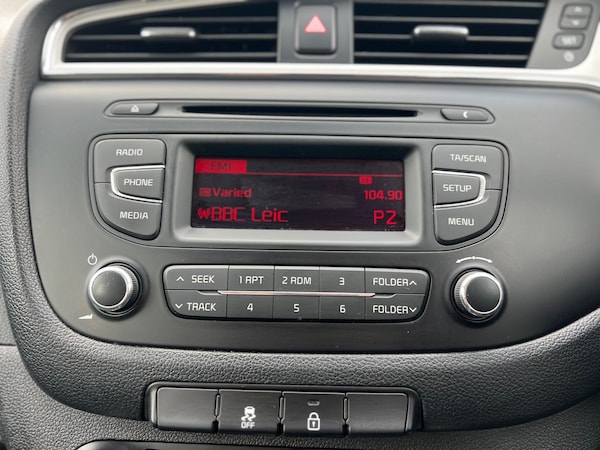 RADIO
PHONE
MEDIA
FM1
Varied
104.90
BBC Leic P2
TA/SCAN
SETUP
MENU
SEEK 1 RPT 2 RDM 3 FOLDER
TRACK 4 5 6 FOLDER
OFF